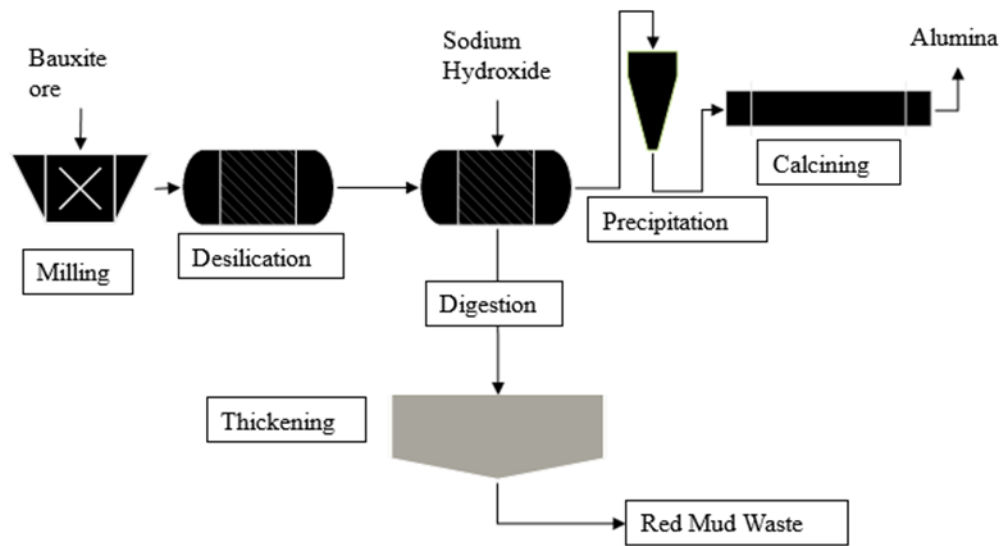 Bauxite
ore
Sodium
Hydroxide
Alumina
Milling
Desilication
Digestion
Precipitation
Calcining
Thickening
Red Mud Waste